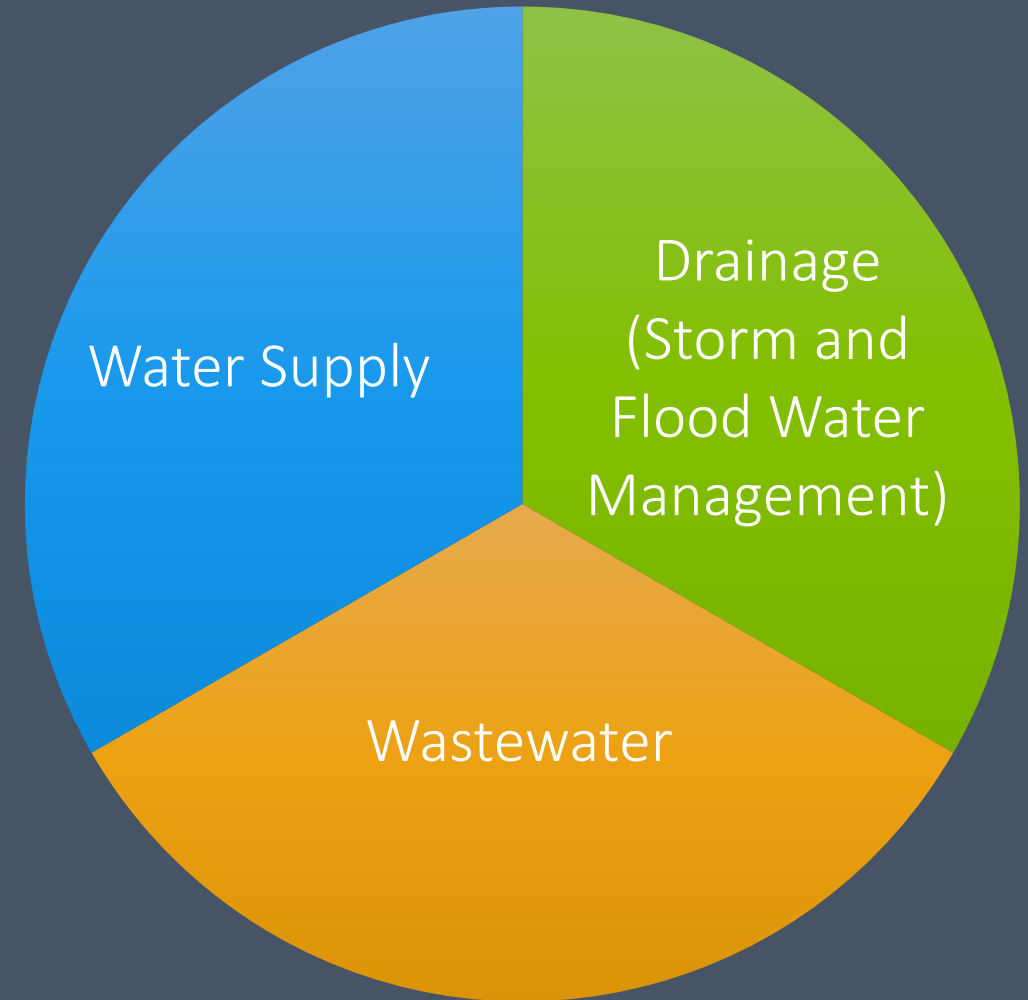 Water Supply
Drainage
(Storm and
Flood Water
Management)
Wastewater